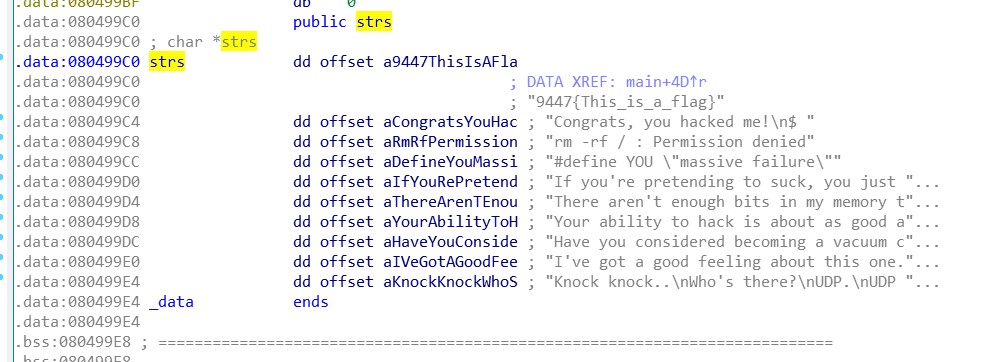 .data:080499BF db 0
.data:080499C0 public strs
.data:080499C0 ; char *strs
.data:080499C0 strs dd offset a9447ThisIsAFla
.data:080499C0 ; DATA XREF: main+4D↑r
.data:080499C0 ; "9447{This_is_a_flag}"
.data:080499C4 dd offset aCongratsYouHac ; "Congrats, you hacked me!\n$ "
.data:080499C8 dd offset aRmRfPermission ; "rm -rf / : Permission denied"
.data:080499CC dd offset aDefineYouMassi ; "#define YOU \"massive failure\""
.data:080499D0 dd offset aIfYouRePretend ; "If you're pretending to suck, you just "...
.data:080499D4 dd offset aThereArenTEnou ; "There aren't enough bits in my memory t"...
.data:080499D8 dd offset aYourAbilityToH ; "Your ability to hack is about as good a"...
.data:080499DC dd offset aHaveYouConside ; "Have you considered becoming a vacuum c"...
.data:080499E0 dd offset aIVeGotAGoodFee ; "I've got a good feeling about this one."...
.data:080499E4 dd offset aKnockKnockWhoS ; "Knock knock..\nWho's there?\nUDP.\nUDP "...
.data:080499E4 _data ends
.data:080499E4
.bss:080499E8 ; ===========================================================================
.bss:080499E8